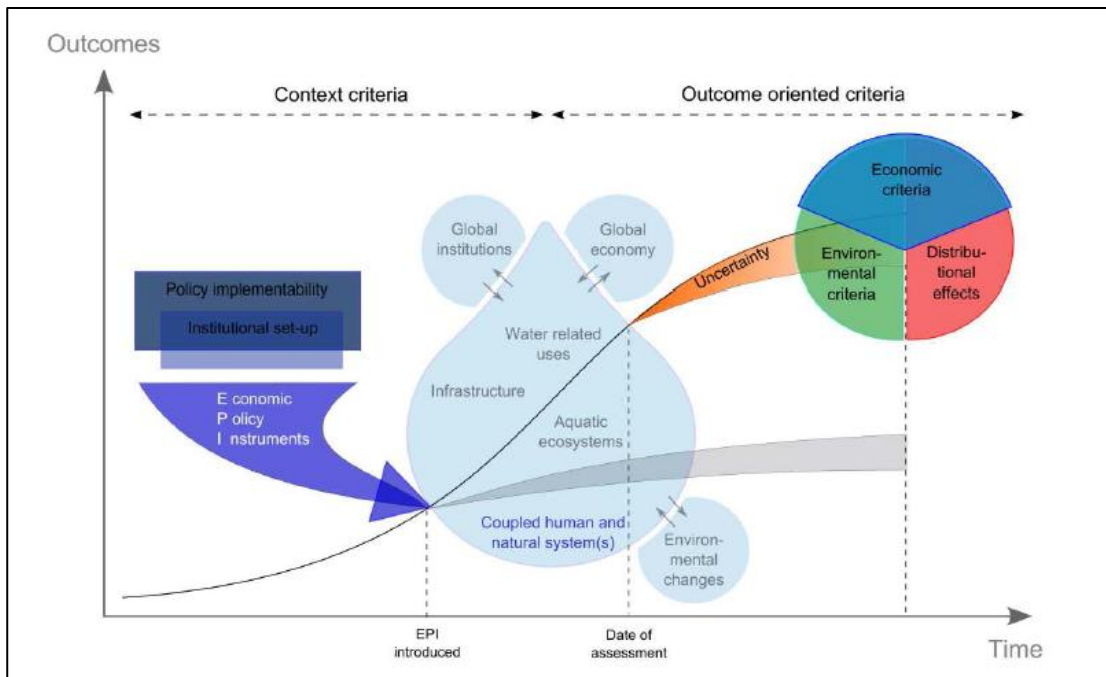 Outcomes
Context criteria
Outcome oriented criteria
Economic
criteria
Global
institutions
Global
economy
Environ-
mental
criteria
Distribu-
tional
effects
Uncertainty
Policy implementability
Institutional set-up
Water related
uses
Infrastructure
E conomic
P olicy
I nstruments
Aquatic
ecosystems
Coupled human and
natural system(s)
Environ-
mental
changes
EPI
introduced
Date of
assessment
Time